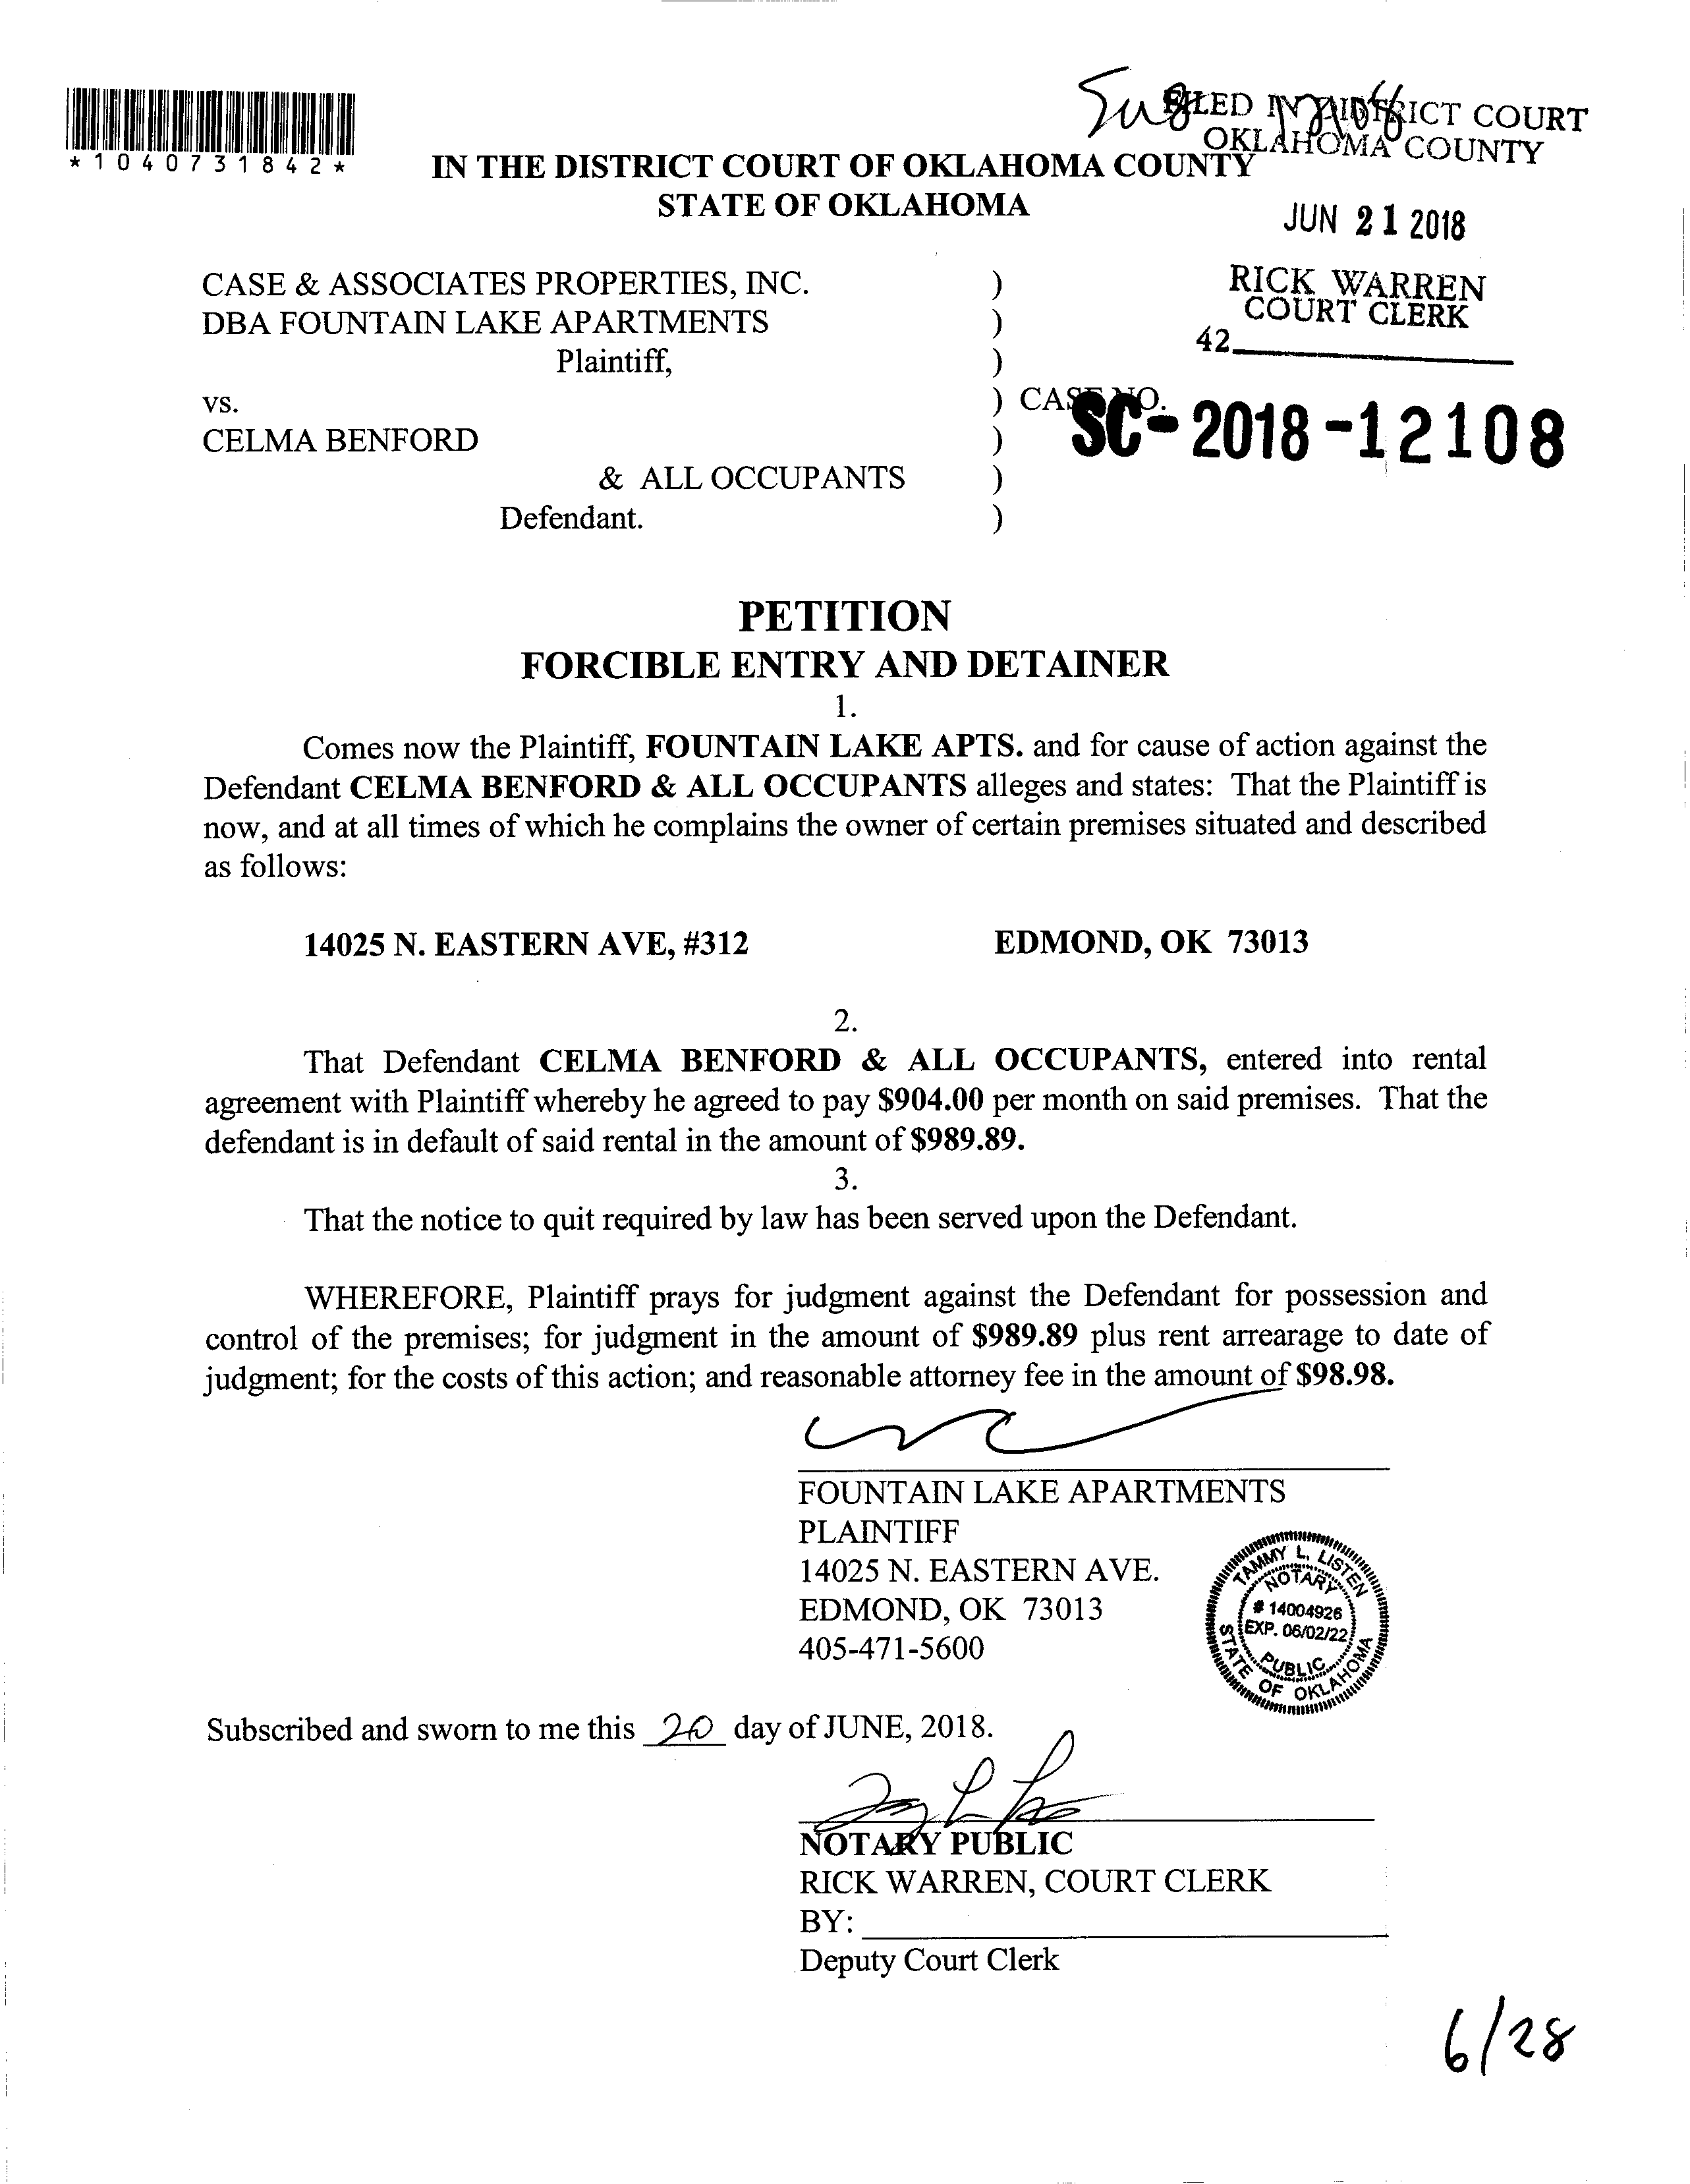 *1040731842*
FILED IN DISTRICT COURT
OKLAHOMA COUNTY
IN THE DISTRICT COURT OF OKLAHOMA COUNTY
STATE OF OKLAHOMA
JUN 21 2018
CASE & ASSOCIATES PROPERTIES, INC. )
DBA FOUNTAIN LAKE APARTMENTS )
Plaintiff, )
RICK WARREN
COURT CLERK
42
vs. ) CASE NO.
SC-2018-12108
CELMA BENFORD )
& ALL OCCUPANTS )
Defendant. )
PETITION
FORCIBLE ENTRY AND DETAINER
1.
Comes now the Plaintiff, FOUNTAIN LAKE APTS. and for cause of action against the
Defendant CELMA BENFORD & ALL OCCUPANTS alleges and states: That the Plaintiff is
now, and at all times of which he complains the owner of certain premises situated and described
as follows:
14025 N. EASTERN AVE, #312 EDMOND, OK 73013
2.
That Defendant CELMA BENFORD & ALL OCCUPANTS, entered into rental
agreement with Plaintiff whereby he agreed to pay $904.00 per month on said premises. That the
defendant is in default of said rental in the amount of $989.89.
3.
That the notice to quit required by law has been served upon the Defendant.
WHEREFORE, Plaintiff prays for judgment against the Defendant for possession and
control of the premises; for judgment in the amount of $989.89 plus rent arrearage to date of
judgment; for the costs of this action; and reasonable attorney fee in the amount of $98.98.
FOUNTAIN LAKE APARTMENTS
PLAINTIFF
14025 N. EASTERN AVE.
EDMOND, OK 73013
405-471-5600
TAMMY L. LISTEN
NOTARY
# 14004926
EXP. 06/02/22
PUBLIC
STATE OF OKLAHOMA
Subscribed and sworn to me this 20 day of JUNE, 2018.
NOTARY PUBLIC
RICK WARREN, COURT CLERK
BY:
Deputy Court Clerk
6/28